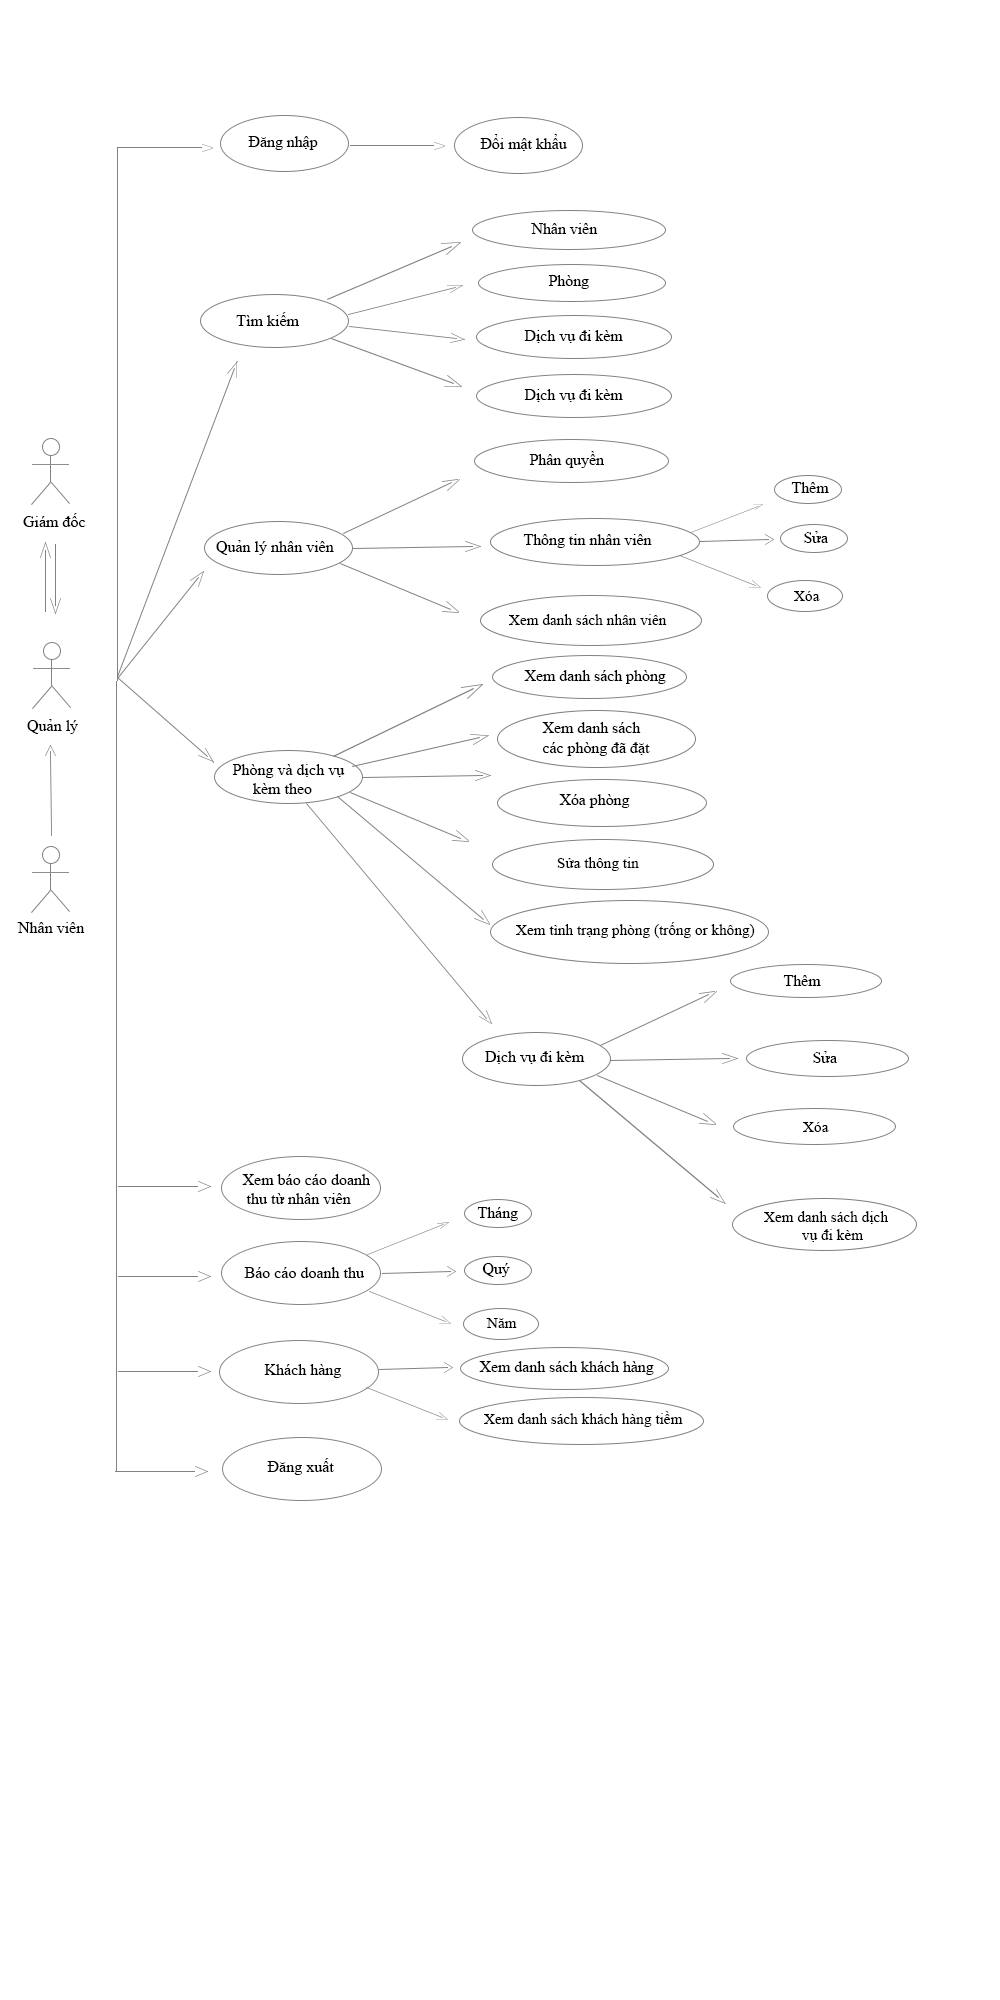 Đăng nhập
Đổi mật khẩu
Nhân viên
Phòng
Tìm kiếm
Dịch vụ đi kèm
Dịch vụ đi kèm
Phân quyền
Thêm
Giám đốc
Sửa
Thông tin nhân viên
Quản lý nhân viên
Xóa
Xem danh sách nhân viên
Xem danh sách phòng
Quản lý
Xem danh sách
các phòng đã đặt
Phòng và dịch vụ
kèm theo
Xóa phòng
Sửa thông tin
Nhân viên
Xem tình trạng phòng (trống or không)
Thêm
Dịch vụ đi kèm
Sửa
Xóa
Xem báo cáo doanh
thu từ nhân viên
Tháng
Xem danh sách dịch
vụ đi kèm
Báo cáo doanh thu
Quý
Năm
Khách hàng
Xem danh sách khách hàng
Xem danh sách khách hàng tiềm
Đăng xuất